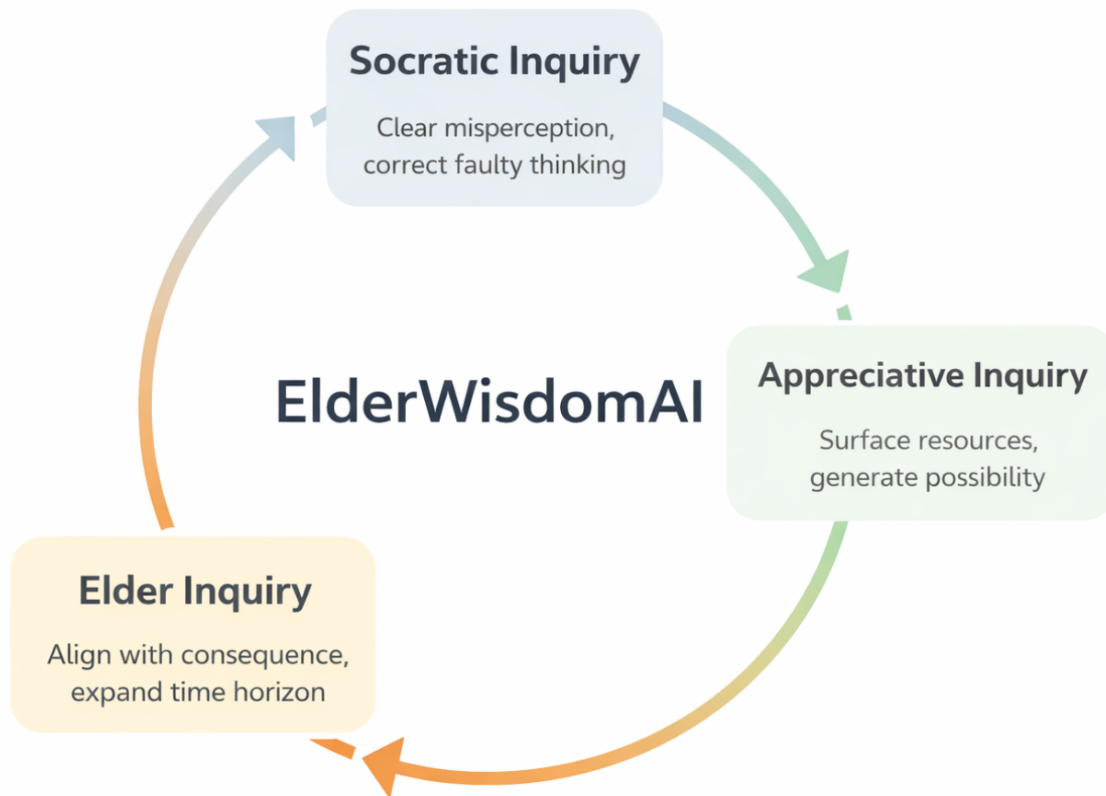 Socratic Inquiry
Clear misperception,
correct faulty thinking
Appreciative Inquiry
Surface resources,
generate possibility
ElderWisdomAI
Elder Inquiry
Align with consequence,
expand time horizon